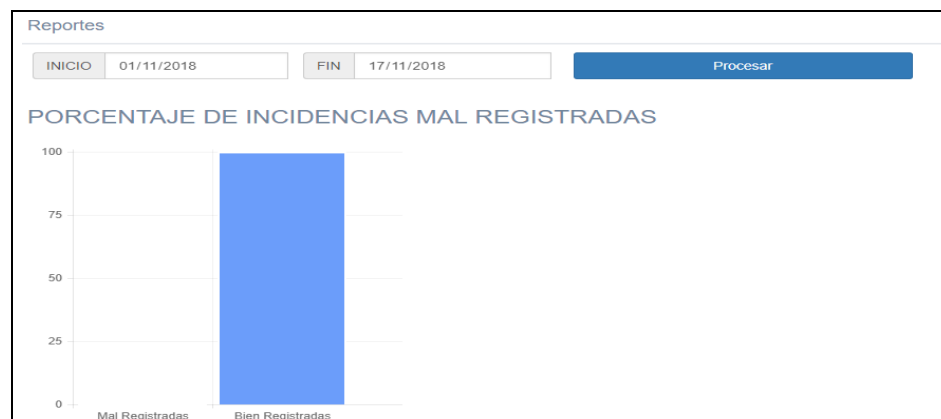 Reportes
INICIO 01/11/2018 FIN 17/11/2018 Procesar
PORCENTAJE DE INCIDENCIAS MAL REGISTRADAS
100
75
50
25
0
Mal Registradas Bien Registradas